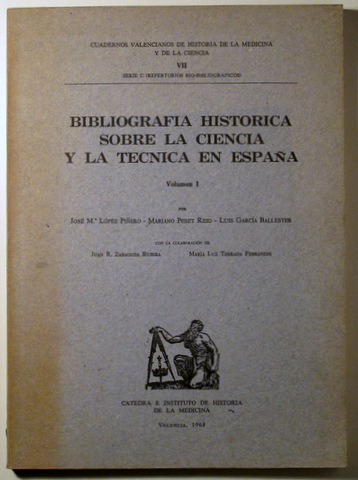 CUADERNOS VALENCIANOS DE HISTORIA DE LA MEDICINA
Y DE LA CIENCIA
VII
SERIE C (REPERTORIOS BIO-BIBLIOGRAFICOS)
BIBLIOGRAFIA HISTORICA
SOBRE LA CIENCIA
Y LA TECNICA EN ESPAÑA
Volumen I
POR
JOSÉ Mª LÓPEZ PIÑERO - MARIANO PESET REIG - LUIS GARCÍA BALLESTER
CON LA COLABORACIÓN DE
JUAN R. ZARAGOZA RUBIRA MARÍA LUZ TERRADA FERRANDIS
CATEDRA E INSTITUTO DE HISTORIA
DE LA MEDICINA
VALENCIA, 1968